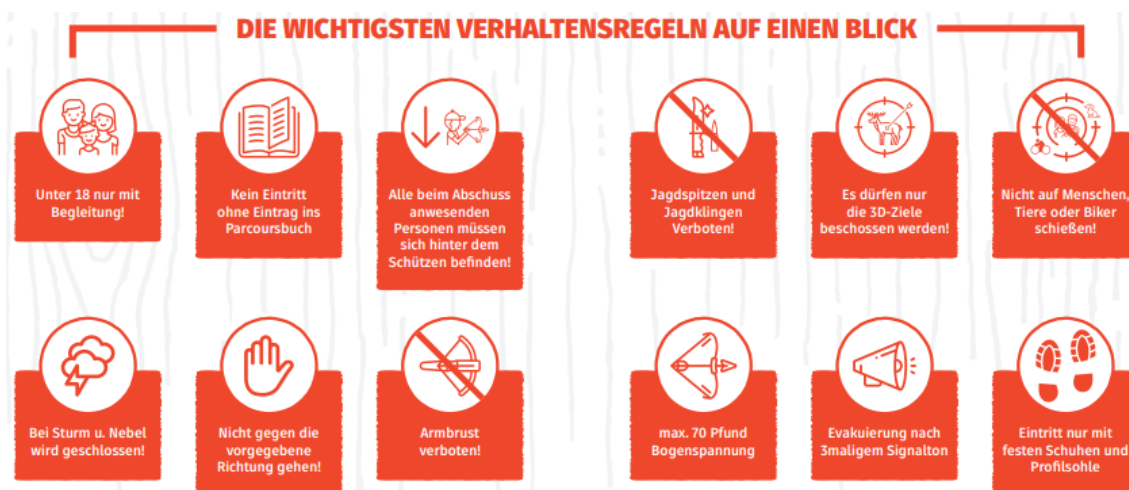 DIE WICHTIGSTEN VERHALTENSREGELN AUF EINEN BLICK
Unter 18 nur mit
Begleitung!
Kein Eintritt
ohne Eintrag ins
Parcoursbuch
Alle beim Abschuss
anwesenden
Personen müssen
sich hinter dem
Schützen befinden!
Jagdspitzen und
Jagdklingen
Verboten!
Es dürfen nur
die 3D-Ziele
beschossen werden!
Nicht auf Menschen,
Tiere oder Biker
schießen!
Bei Sturm u. Nebel
wird geschlossen!
Nicht gegen die
vorgegebene
Richtung gehen!
Armbrust
verboten!
max. 70 Pfund
Bogenspannung
Evakuierung nach
3maligem Signalton
Eintritt nur mit
festen Schuhen und
Profilsohle